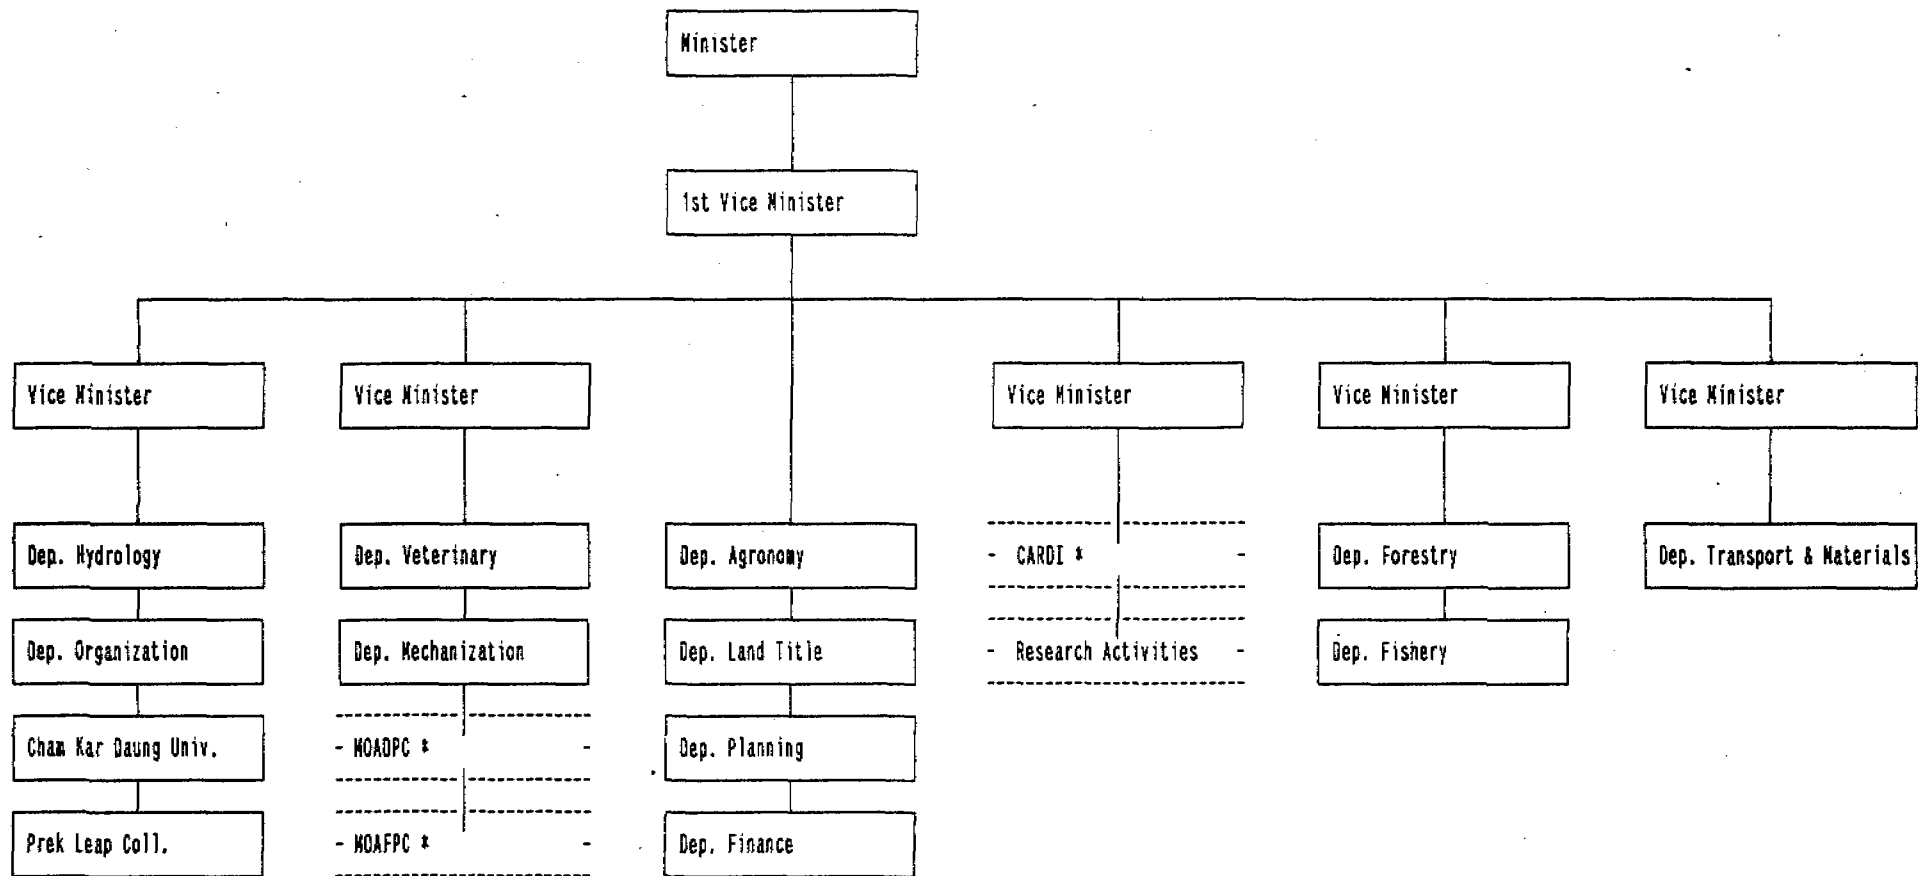 Minister
1st Vice Minister
Vice Minister
Vice Minister
Vice Minister
Vice Minister
Vice Minister
Dep. Hydrology
Dep. Veterinary
Dep. Agronomy
- CARDI * -
Dep. Forestry
Dep. Transport & Materials
Dep. Organization
Dep. Mechanization
Dep. Land Title
- Research Activities -
Dep. Fishery
Cham Kar Daung Univ.
- MOADPC * -
Dep. Planning
Prek Leap Coll.
- MOAFPC * -
Dep. Finance